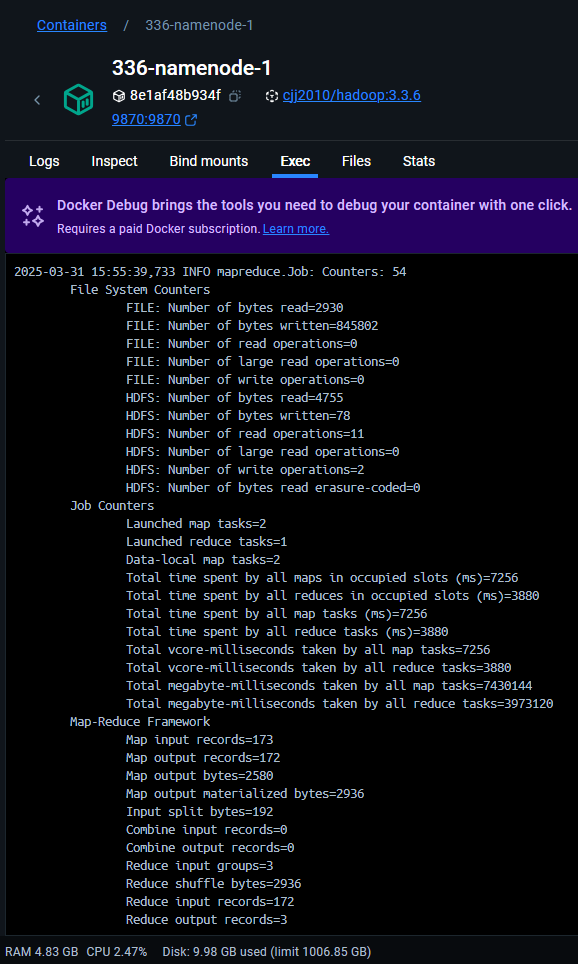 Containers / 336-namenode-1
336-namenode-1
8e1af48b934f cjj2010/hadoop:3.3.6
9870:9870
Logs Inspect Bind mounts Exec Files Stats
Docker Debug brings the tools you need to debug your container with one click.
Requires a paid Docker subscription. Learn more.
2025-03-31 15:55:39,733 INFO mapreduce.Job: Counters: 54
File System Counters
FILE: Number of bytes read=2930
FILE: Number of bytes written=845802
FILE: Number of read operations=0
FILE: Number of large read operations=0
FILE: Number of write operations=0
HDFS: Number of bytes read=4755
HDFS: Number of bytes written=78
HDFS: Number of read operations=11
HDFS: Number of large read operations=0
HDFS: Number of write operations=2
HDFS: Number of bytes read erasure-coded=0
Job Counters
Launched map tasks=2
Launched reduce tasks=1
Data-local map tasks=2
Total time spent by all maps in occupied slots (ms)=7256
Total time spent by all reduces in occupied slots (ms)=3880
Total time spent by all map tasks (ms)=7256
Total time spent by all reduce tasks (ms)=3880
Total vcore-milliseconds taken by all map tasks=7256
Total vcore-milliseconds taken by all reduce tasks=3880
Total megabyte-milliseconds taken by all map tasks=7430144
Total megabyte-milliseconds taken by all reduce tasks=3973120
Map-Reduce Framework
Map input records=173
Map output records=172
Map output bytes=2580
Map output materialized bytes=2936
Input split bytes=192
Combine input records=0
Combine output records=0
Reduce input groups=3
Reduce shuffle bytes=2936
Reduce input records=172
Reduce output records=3
RAM 4.83 GB CPU 2.47% Disk: 9.98 GB used (limit 1006.85 GB)